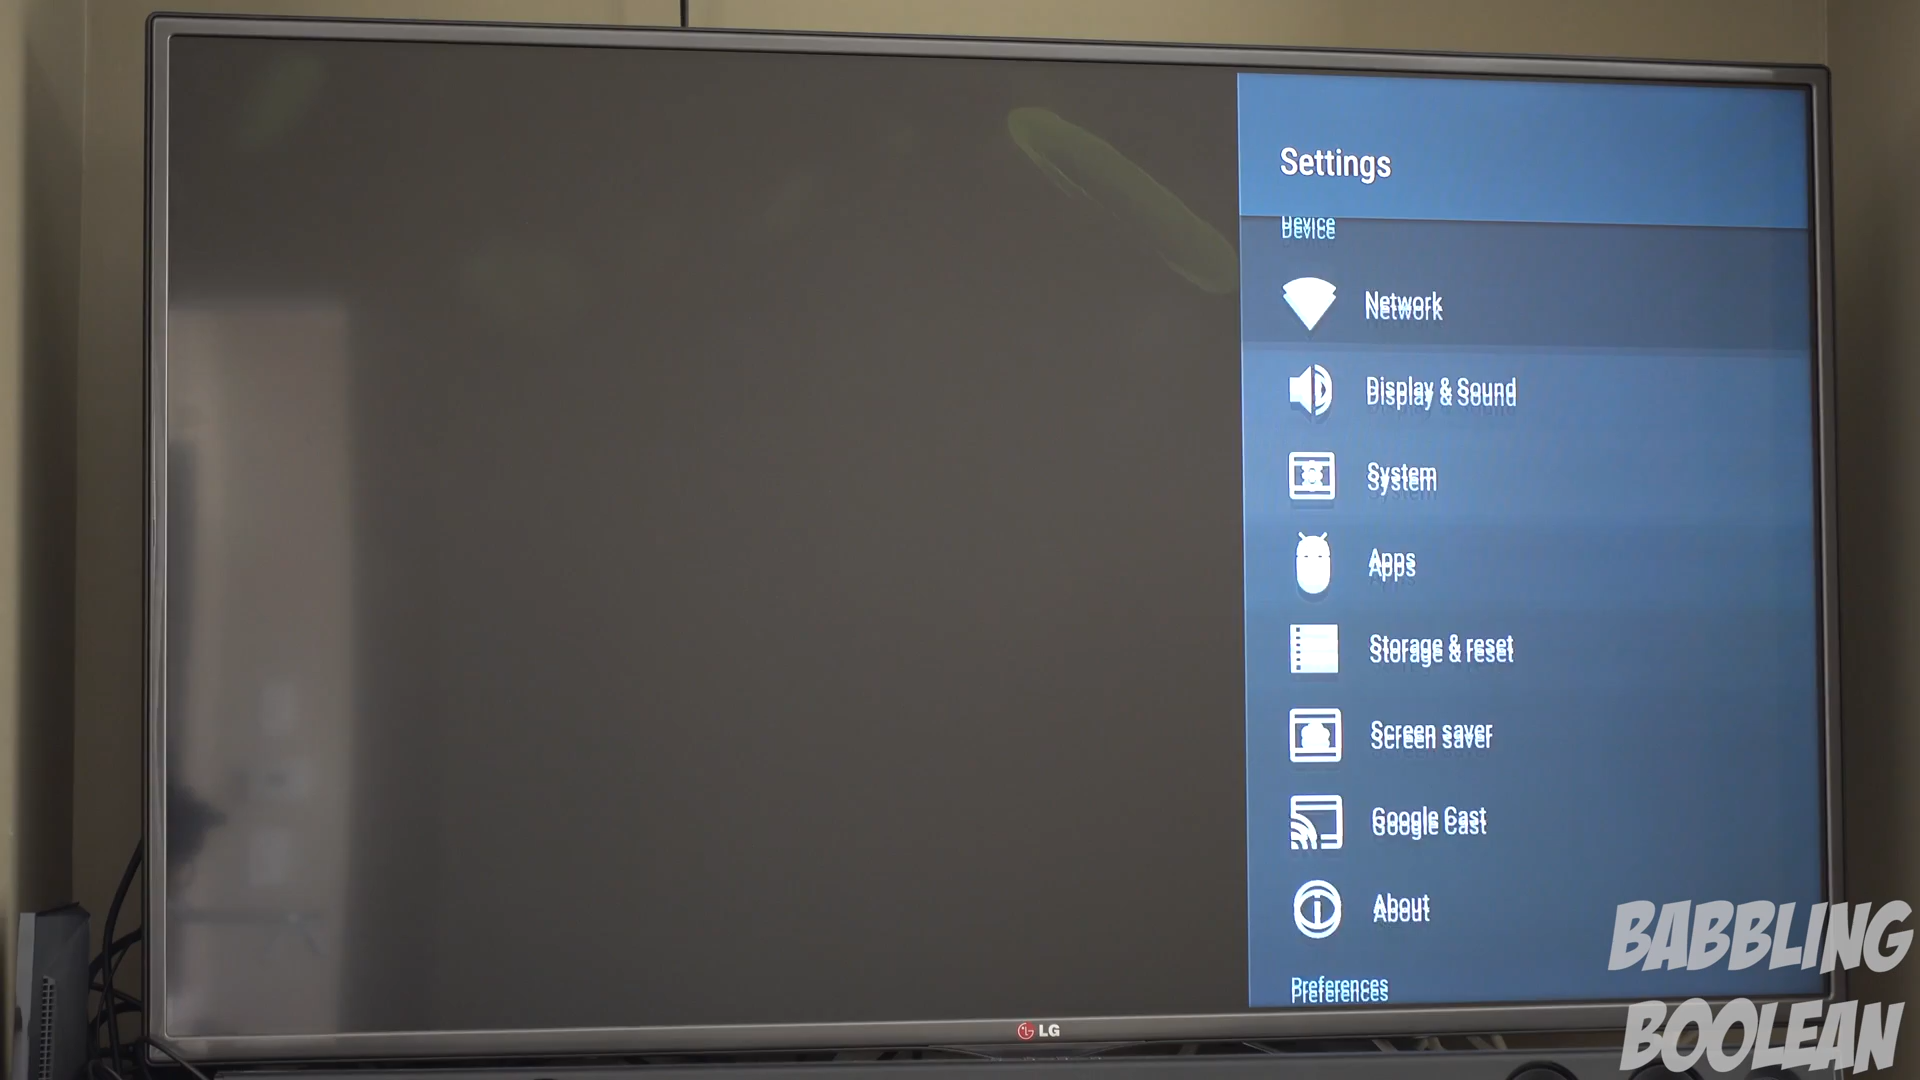 Settings
Device
Network
Display & Sound
System
Apps
Storage & reset
Screen saver
Google Cast
About
Preferences
LG
BABBLING
BOOLEAN